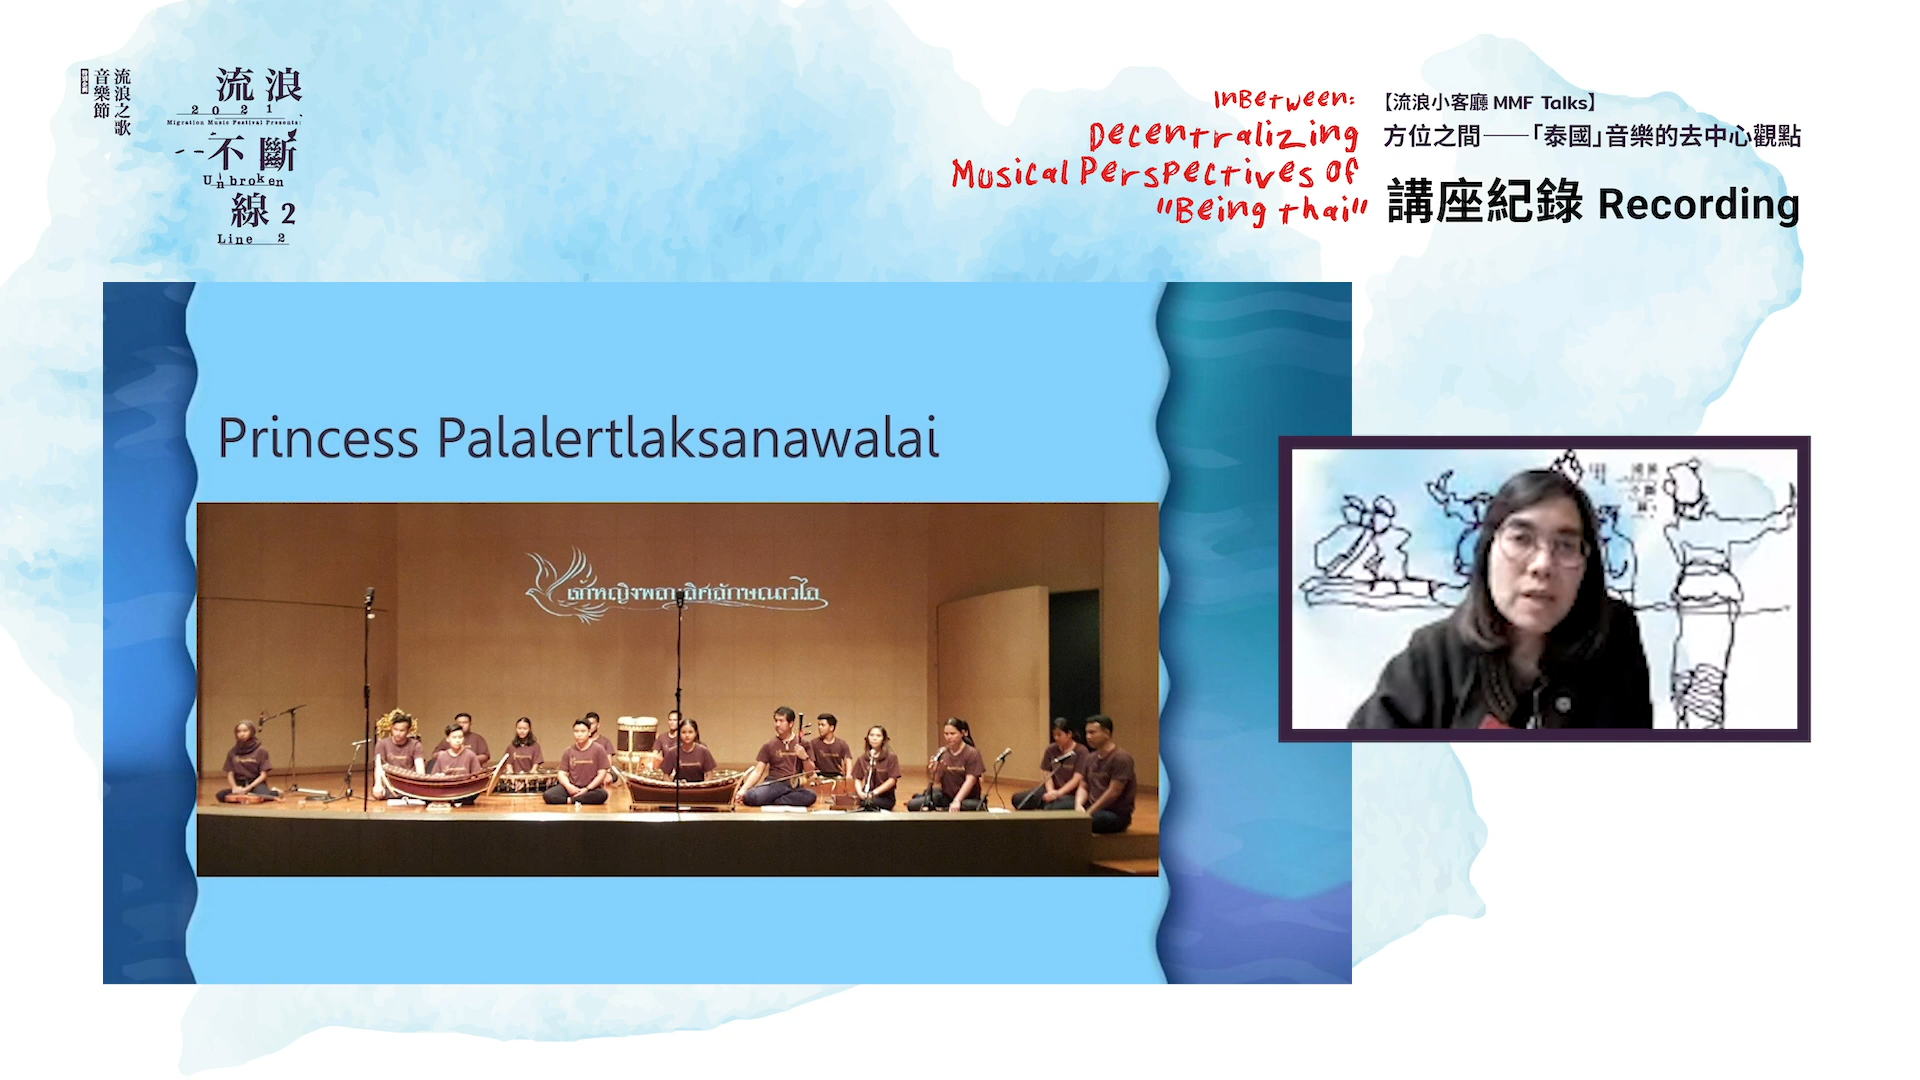 流浪之歌
音樂節
流浪
2021
Migration Music Festival Presents:
不斷
Unbroken
線2
Line 2
InBetween:
Decentralizing
Musical Perspectives of
"Being thai"
【流浪小客廳 MMF Talks】
方位之間——「泰國」音樂的去中心觀點
講座紀錄 Recording
Princess Palalertlaksanawalai